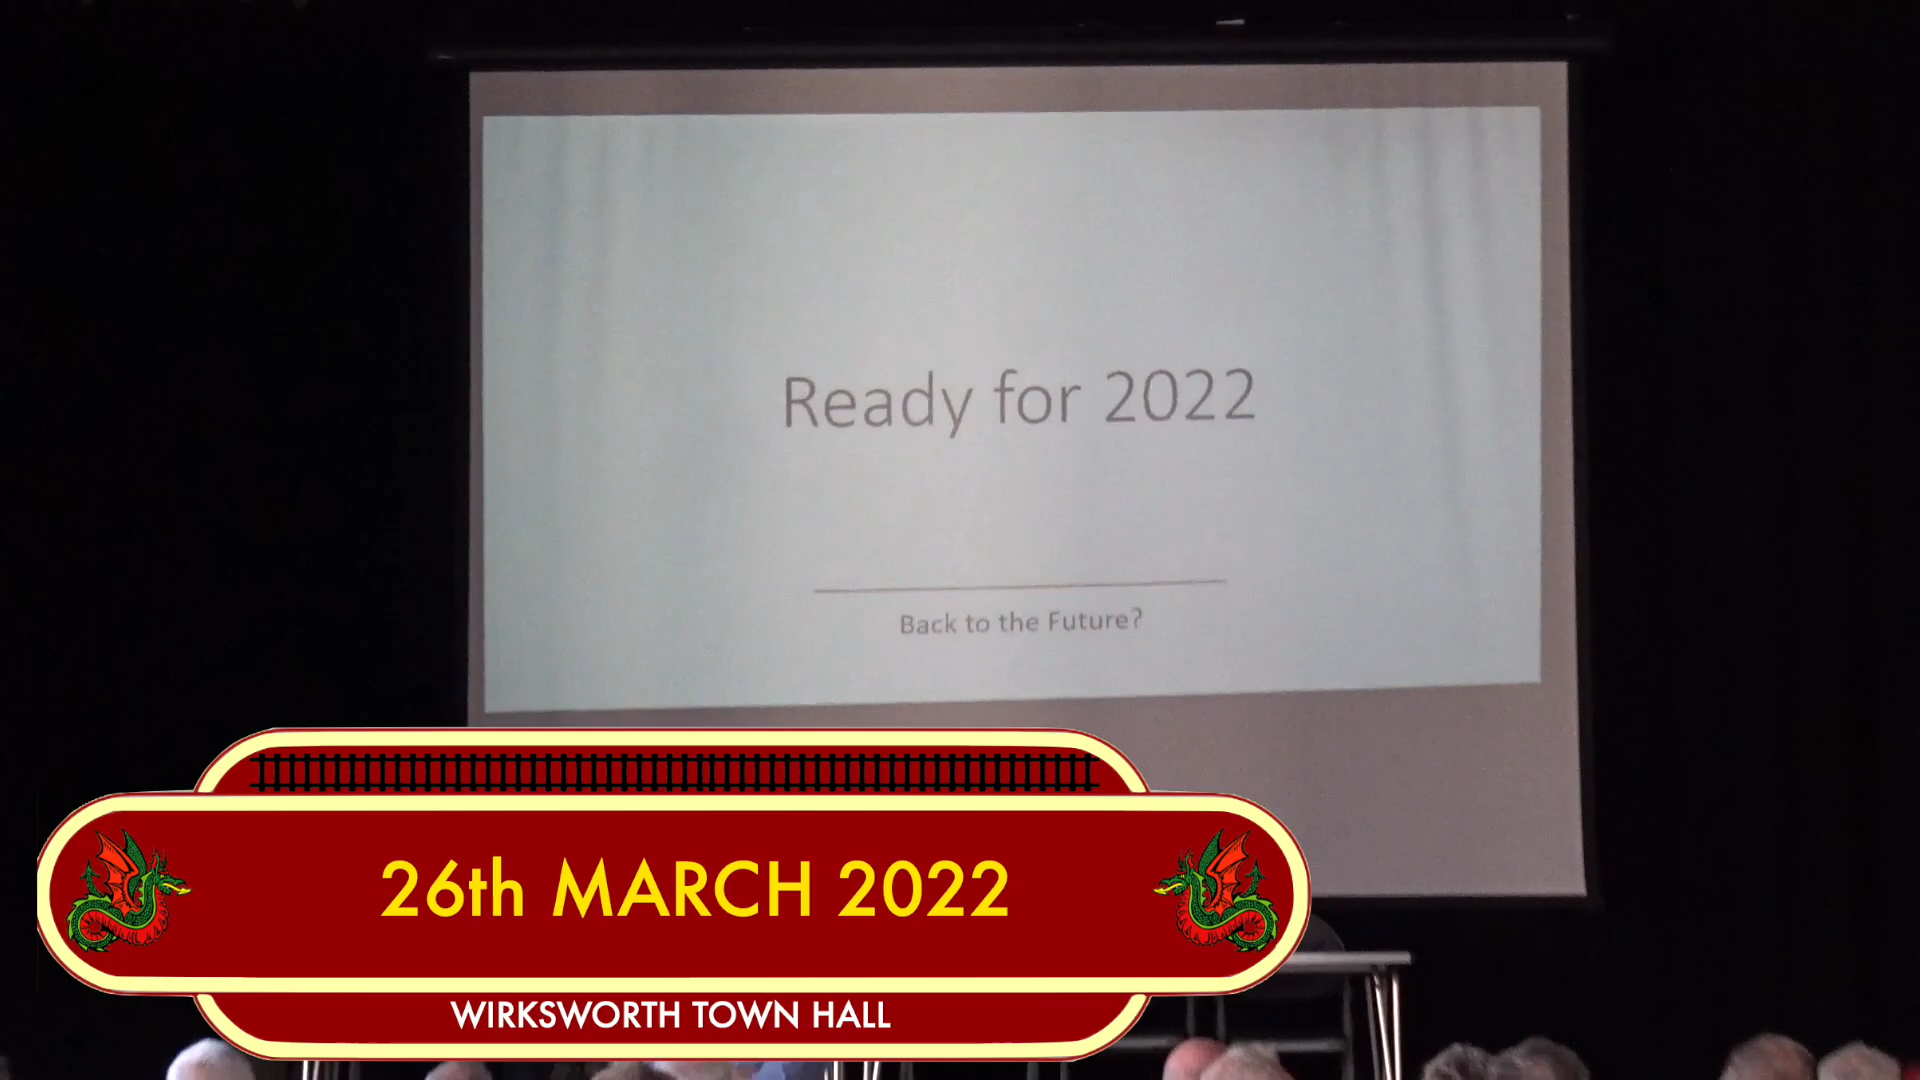 Ready for 2022
Back to the Future?
26th MARCH 2022
WIRKSWORTH TOWN HALL